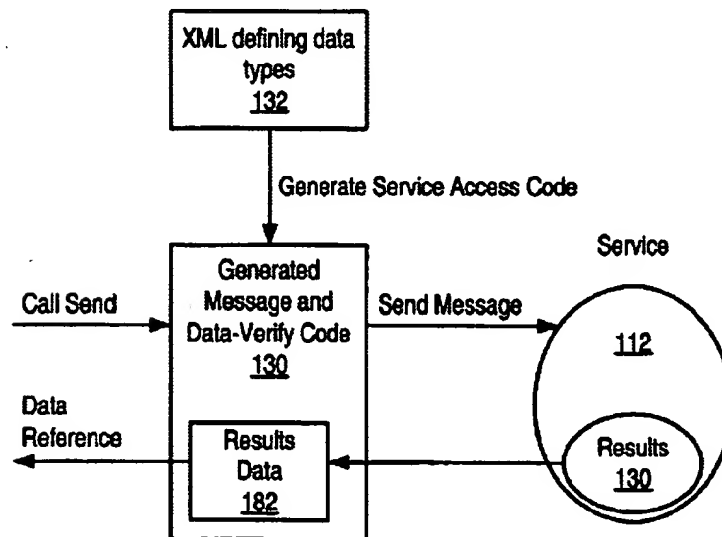 XML defining data
types
132
Generate Service Access Code
Service
Generated
Message and
Data-Verify Code
130
Call Send
Send Message
112
Data
Reference
Results
Data
182
Results
130